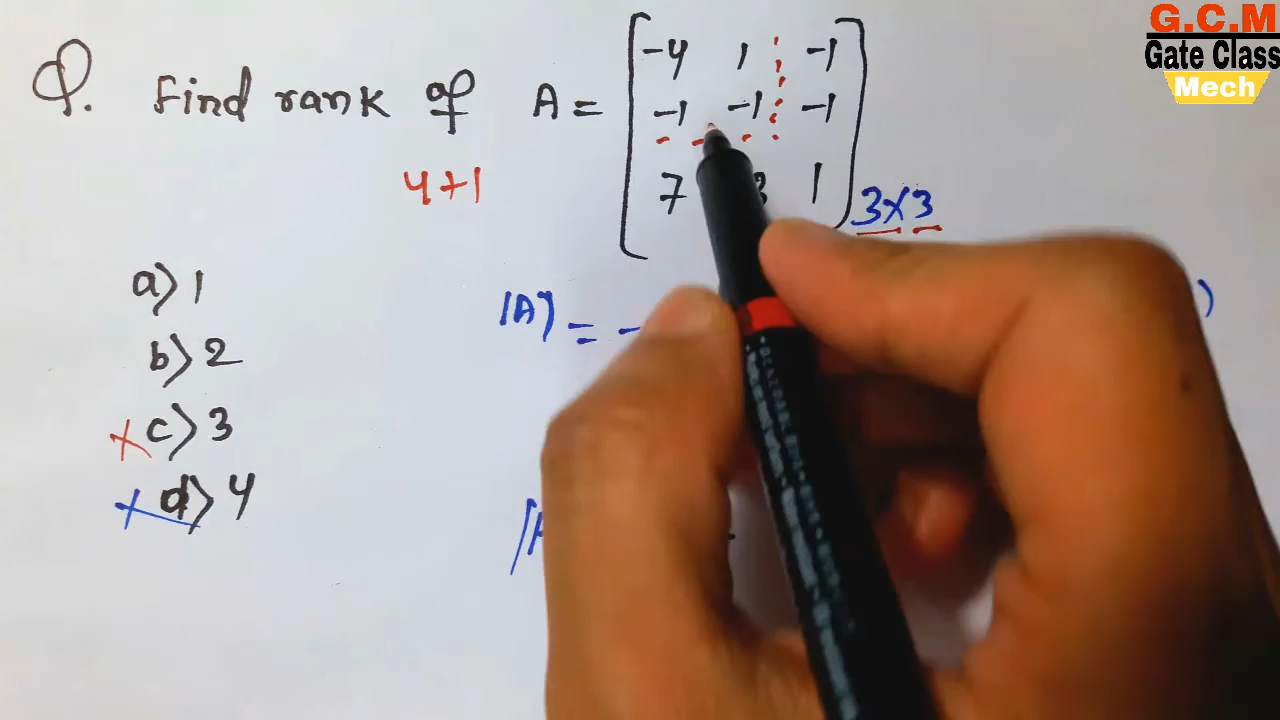 G.C.M
Gate Class
Mech
Q. Find rank of A =
-4 1 -1
-1 -1 -1
7 3 1
3×3
4+1
a) 1
b) 2
c) 3
d) 4
|A| = -